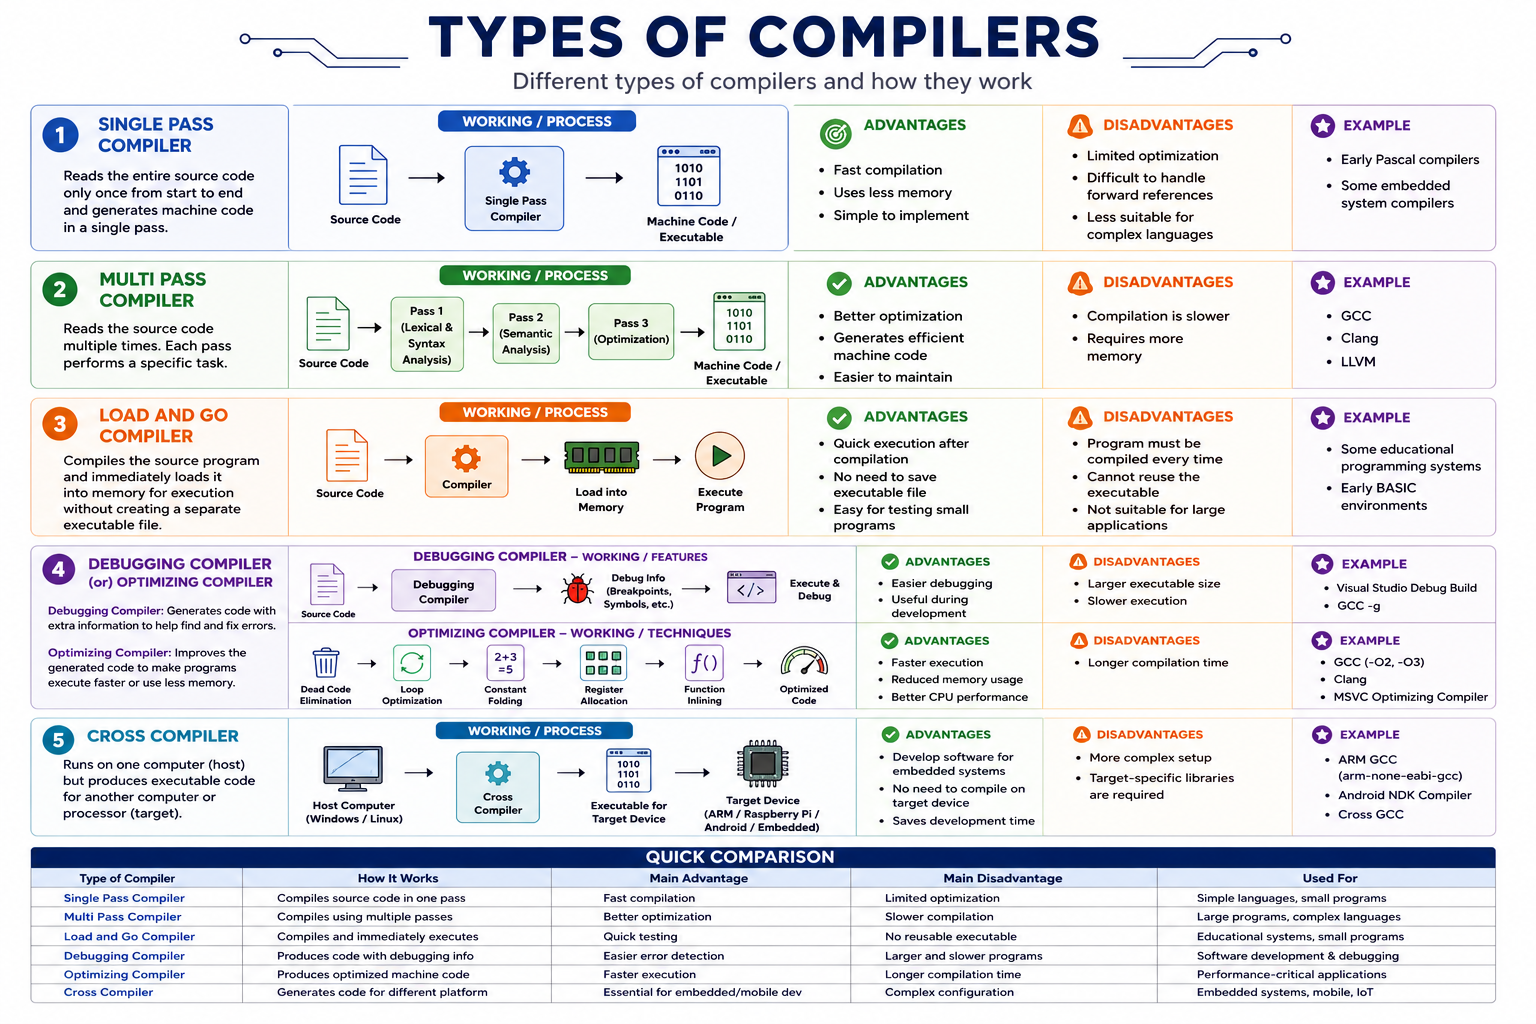 TYPES OF COMPILERS
Different types of compilers and how they work
1
SINGLE PASS
COMPILER
Reads the entire source code
only once from start to end
and generates machine code
in a single pass.
WORKING / PROCESS
Source Code
Single Pass
Compiler
1010
1101
0110
Machine Code /
Executable
ADVANTAGES
• Fast compilation
• Uses less memory
• Simple to implement
DISADVANTAGES
• Limited optimization
• Difficult to handle
forward references
• Less suitable for
complex languages
EXAMPLE
• Early Pascal compilers
• Some embedded
system compilers
2
MULTI PASS
COMPILER
Reads the source code
multiple times. Each pass
performs a specific task.
WORKING / PROCESS
Source Code
Pass 1
(Lexical &
Syntax
Analysis)
Pass 2
(Semantic
Analysis)
Pass 3
(Optimization)
1010
1101
0110
Machine Code /
Executable
ADVANTAGES
• Better optimization
• Generates efficient
machine code
• Easier to maintain
DISADVANTAGES
• Compilation is slower
• Requires more
memory
EXAMPLE
• GCC
• Clang
• LLVM
3
LOAD AND GO
COMPILER
Compiles the source program
and immediately loads it
into memory for execution
without creating a separate
executable file.
WORKING / PROCESS
Source Code
Compiler
Load into
Memory
Execute
Program
ADVANTAGES
• Quick execution after
compilation
• No need to save
executable file
• Easy for testing small
programs
DISADVANTAGES
• Program must be
compiled every time
• Cannot reuse the
executable
• Not suitable for large
applications
EXAMPLE
• Some educational
programming systems
• Early BASIC
environments
4
DEBUGGING COMPILER
(or) OPTIMIZING COMPILER
Debugging Compiler: Generates code with
extra information to help find and fix errors.
Optimizing Compiler: Improves the
generated code to make programs
execute faster or use less memory.
DEBUGGING COMPILER – WORKING / FEATURES
Source Code
Debugging
Compiler
Debug Info
(Breakpoints,
Symbols, etc.)
</>
Execute &
Debug
ADVANTAGES
• Easier debugging
• Useful during
development
DISADVANTAGES
• Larger executable size
• Slower execution
EXAMPLE
• Visual Studio Debug Build
• GCC -g
OPTIMIZING COMPILER – WORKING / TECHNIQUES
Dead Code
Elimination
Loop
Optimization
2+3
=5
Constant
Folding
Register
Allocation
ƒ()
Function
Inlining
Optimized
Code
ADVANTAGES
• Faster execution
• Reduced memory usage
• Better CPU performance
DISADVANTAGES
• Longer compilation time
EXAMPLE
• GCC (-O2, -O3)
• Clang
• MSVC Optimizing Compiler
5
CROSS COMPILER
Runs on one computer (host)
but produces executable code
for another computer or
processor (target).
WORKING / PROCESS
Host Computer
(Windows / Linux)
Cross
Compiler
1010
1101
0110
Executable for
Target Device
Target Device
(ARM / Raspberry Pi /
Android / Embedded)
ADVANTAGES
• Develop software for
embedded systems
• No need to compile on
target device
• Saves development time
DISADVANTAGES
• More complex setup
• Target-specific libraries
are required
EXAMPLE
• ARM GCC
(arm-none-eabi-gcc)
• Android NDK Compiler
• Cross GCC
QUICK COMPARISON
Type of Compiler How It Works Main Advantage Main Disadvantage Used For
Single Pass Compiler Compiles source code in one pass Fast compilation Limited optimization Simple languages, small programs
Multi Pass Compiler Compiles using multiple passes Better optimization Slower compilation Large programs, complex languages
Load and Go Compiler Compiles and immediately executes Quick testing No reusable executable Educational systems, small programs
Debugging Compiler Produces code with debugging info Easier error detection Larger and slower programs Software development & debugging
Optimizing Compiler Produces optimized machine code Faster execution Longer compilation time Performance-critical applications
Cross Compiler Generates code for different platform Essential for embedded/mobile dev Complex configuration Embedded systems, mobile, IoT